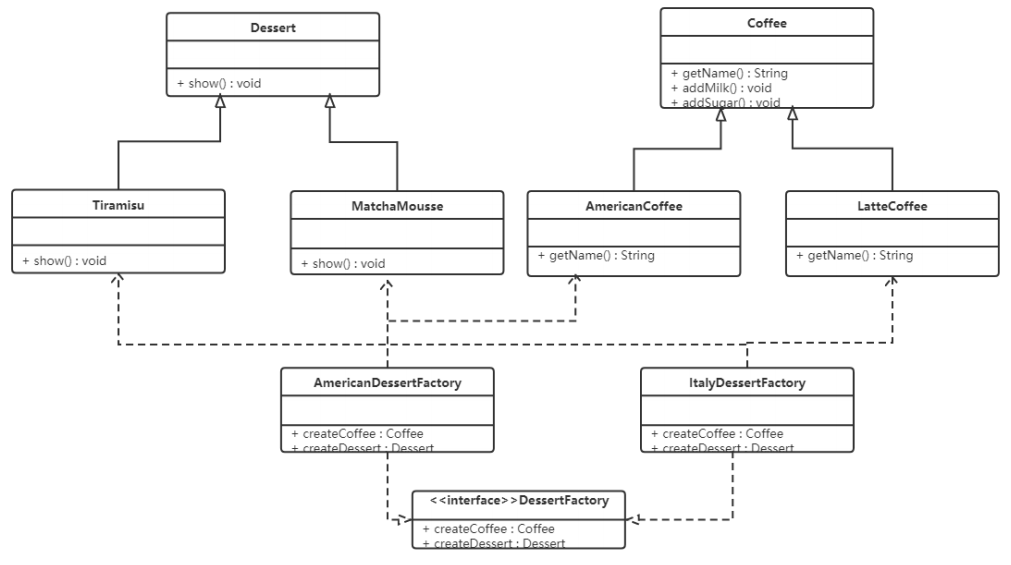 Dessert
+ show() : void
Coffee
+ getName() : String
+ addMilk() : void
+ addSugar() : void
Tiramisu
+ show() : void
MatchaMousse
+ show() : void
AmericanCoffee
+ getName() : String
LatteCoffee
+ getName() : String
AmericanDessertFactory
+ createCoffee : Coffee
+ createDessert : Dessert
ItalyDessertFactory
+ createCoffee : Coffee
+ createDessert : Dessert
<<interface>>DessertFactory
+ createCoffee : Coffee
+ createDessert : Dessert